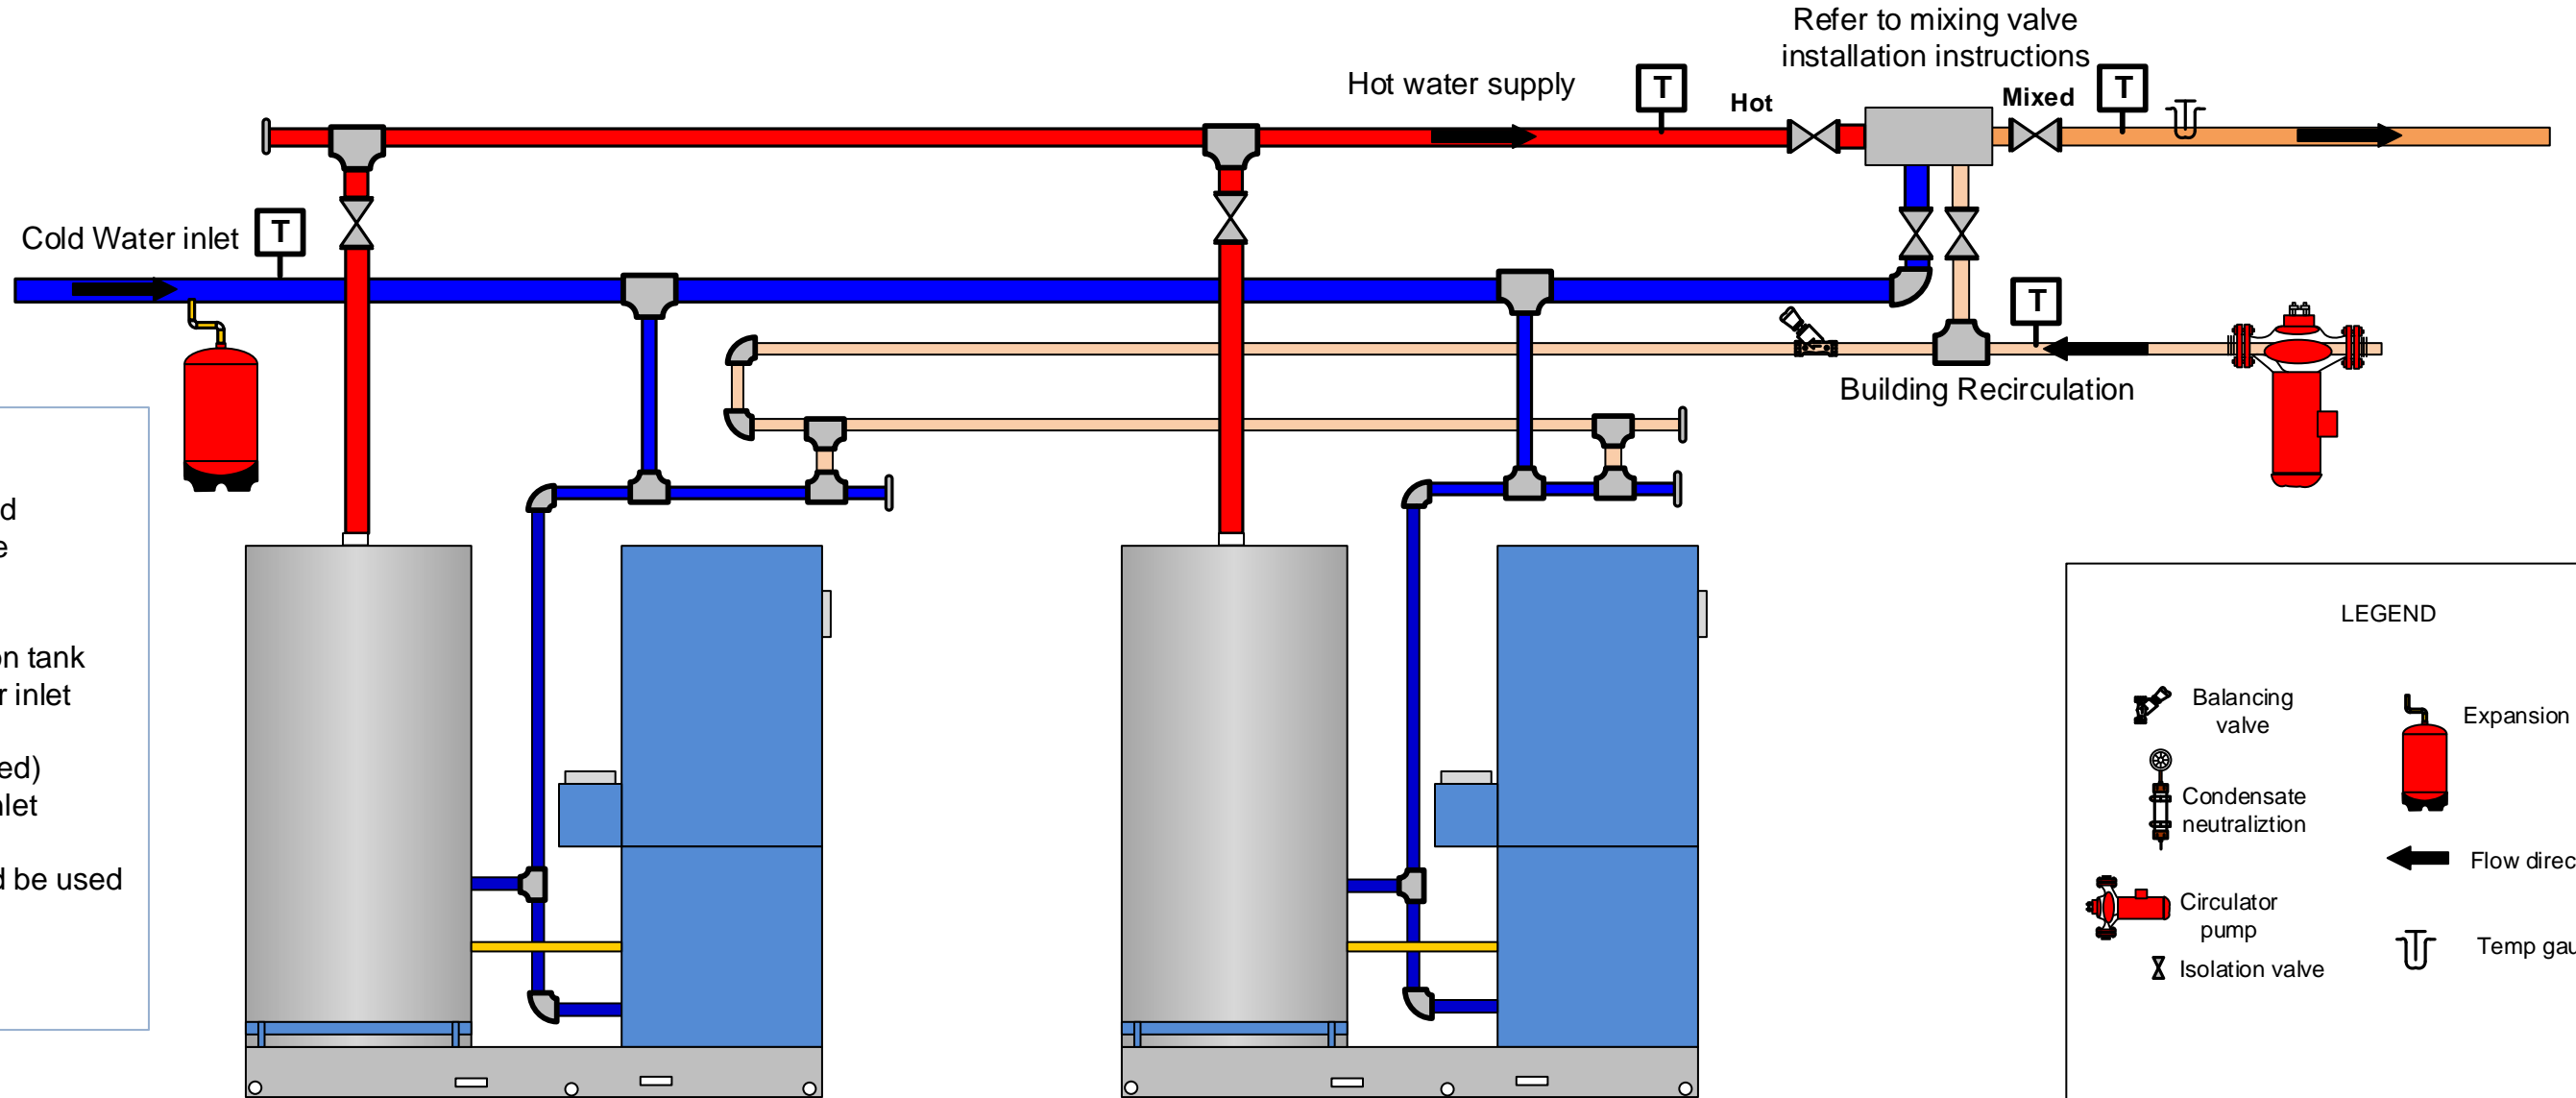 Refer to mixing valve
installation instructions
Hot water supply
T
Hot
Mixed
T
Cold Water inlet
T
T
Building Recirculation
d
e
on tank
r inlet
ed)
nlet
d be used
LEGEND
Balancing
valve
Expansion
Condensate
neutraliztion
Flow direc
Circulator
pump
Temp gau
Isolation valve